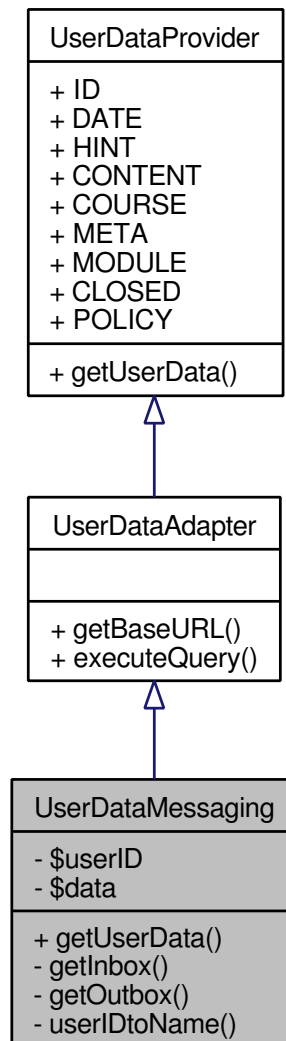 UserDataProvider
+ ID
+ DATE
+ HINT
+ CONTENT
+ COURSE
+ META
+ MODULE
+ CLOSED
+ POLICY
+ getUserData()
UserDataAdapter
+ getBaseURL()
+ executeQuery()
UserDataMessaging
- $userID
- $data
+ getUserData()
- getInbox()
- getOutbox()
- userIDtoName()